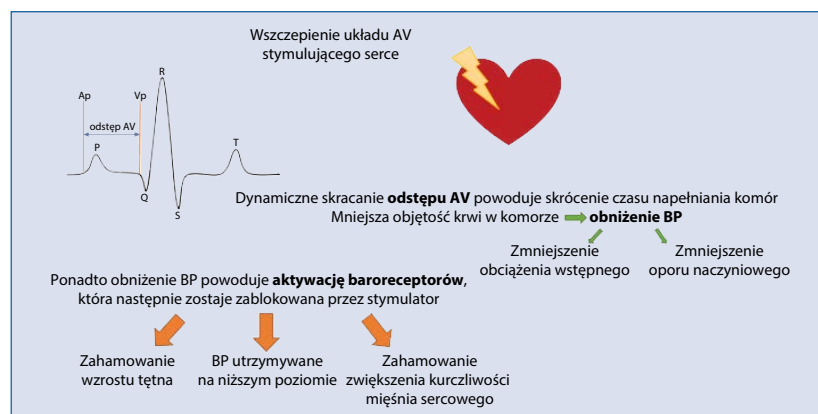 Wszczepienie układu AV
stymulującego serce
R
Ap
Vp
odstęp AV
P
T
Q
S
Dynamiczne skracanie odstępu AV powoduje skrócenie czasu napełniania komór
Mniejsza objętość krwi w komorze obniżenie BP
Zmniejszenie
obciążenia wstępnego
Zmniejszenie
oporu naczyniowego
Ponadto obniżenie BP powoduje aktywację baroreceptorów,
która następnie zostaje zablokowana przez stymulator
Zahamowanie
wzrostu tętna
BP utrzymywane
na niższym poziomie
Zahamowanie
zwiększenia kurczliwości
mięśnia sercowego